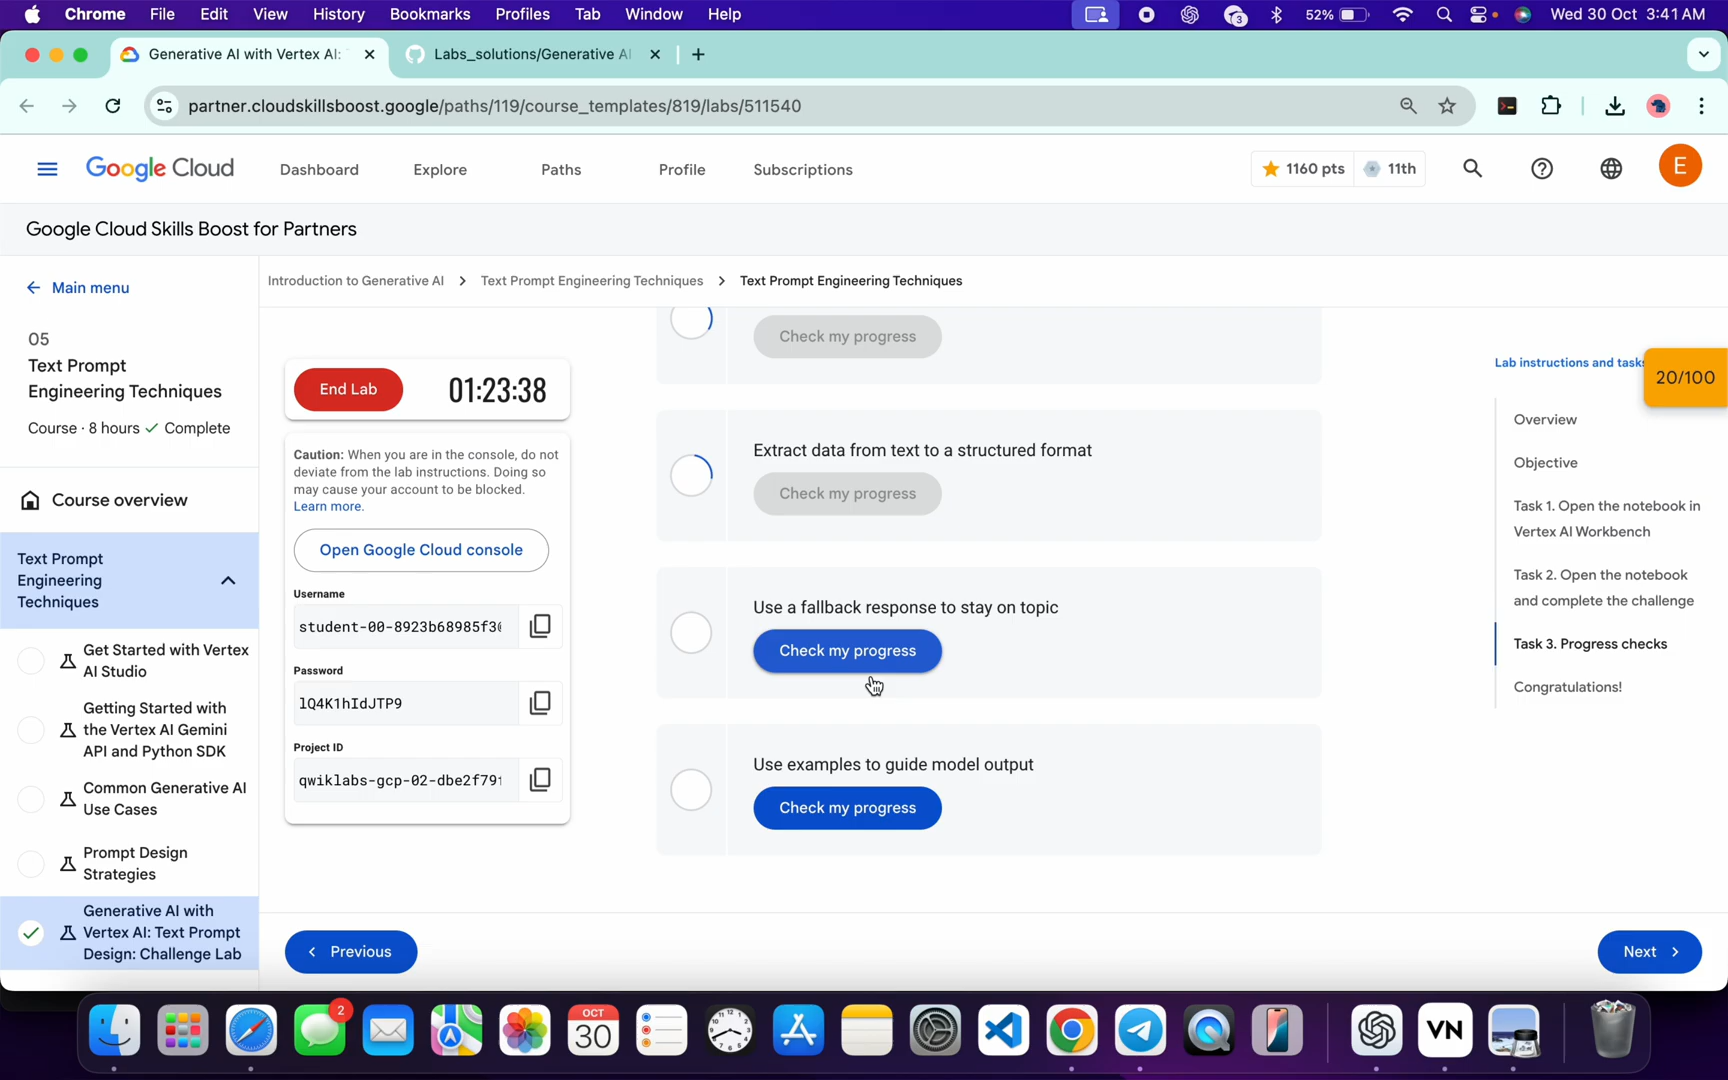 Chrome File Edit View History Bookmarks Profiles Tab Window Help 3 52% Wed 30 Oct 3:41 AM
Generative AI with Vertex AI:
Labs_solutions/Generative AI
partner.cloudskillsboost.google/paths/119/course_templates/819/labs/511540
Google Cloud Dashboard Explore Paths Profile Subscriptions 1160 pts 11th E
Google Cloud Skills Boost for Partners
Main menu
05
Text Prompt
Engineering Techniques
Course · 8 hours Complete
Course overview
Text Prompt
Engineering
Techniques
Get Started with Vertex
AI Studio
Getting Started with
the Vertex AI Gemini
API and Python SDK
Common Generative AI
Use Cases
Prompt Design
Strategies
Generative AI with
Vertex AI: Text Prompt
Design: Challenge Lab
Introduction to Generative AI > Text Prompt Engineering Techniques > Text Prompt Engineering Techniques
End Lab 01:23:38
Caution: When you are in the console, do not
deviate from the lab instructions. Doing so
may cause your account to be blocked.
Learn more.
Open Google Cloud console
Username
student-00-8923b68985f3
Password
lQ4K1hIdJTP9
Project ID
qwiklabs-gcp-02-dbe2f79
Check my progress
Extract data from text to a structured format
Check my progress
Use a fallback response to stay on topic
Check my progress
Use examples to guide model output
Check my progress
Lab instructions and tasks
20/100
Overview
Objective
Task 1. Open the notebook in
Vertex AI Workbench
Task 2. Open the notebook
and complete the challenge
Task 3. Progress checks
Congratulations!
Previous
Next
2
OCT
30
VN